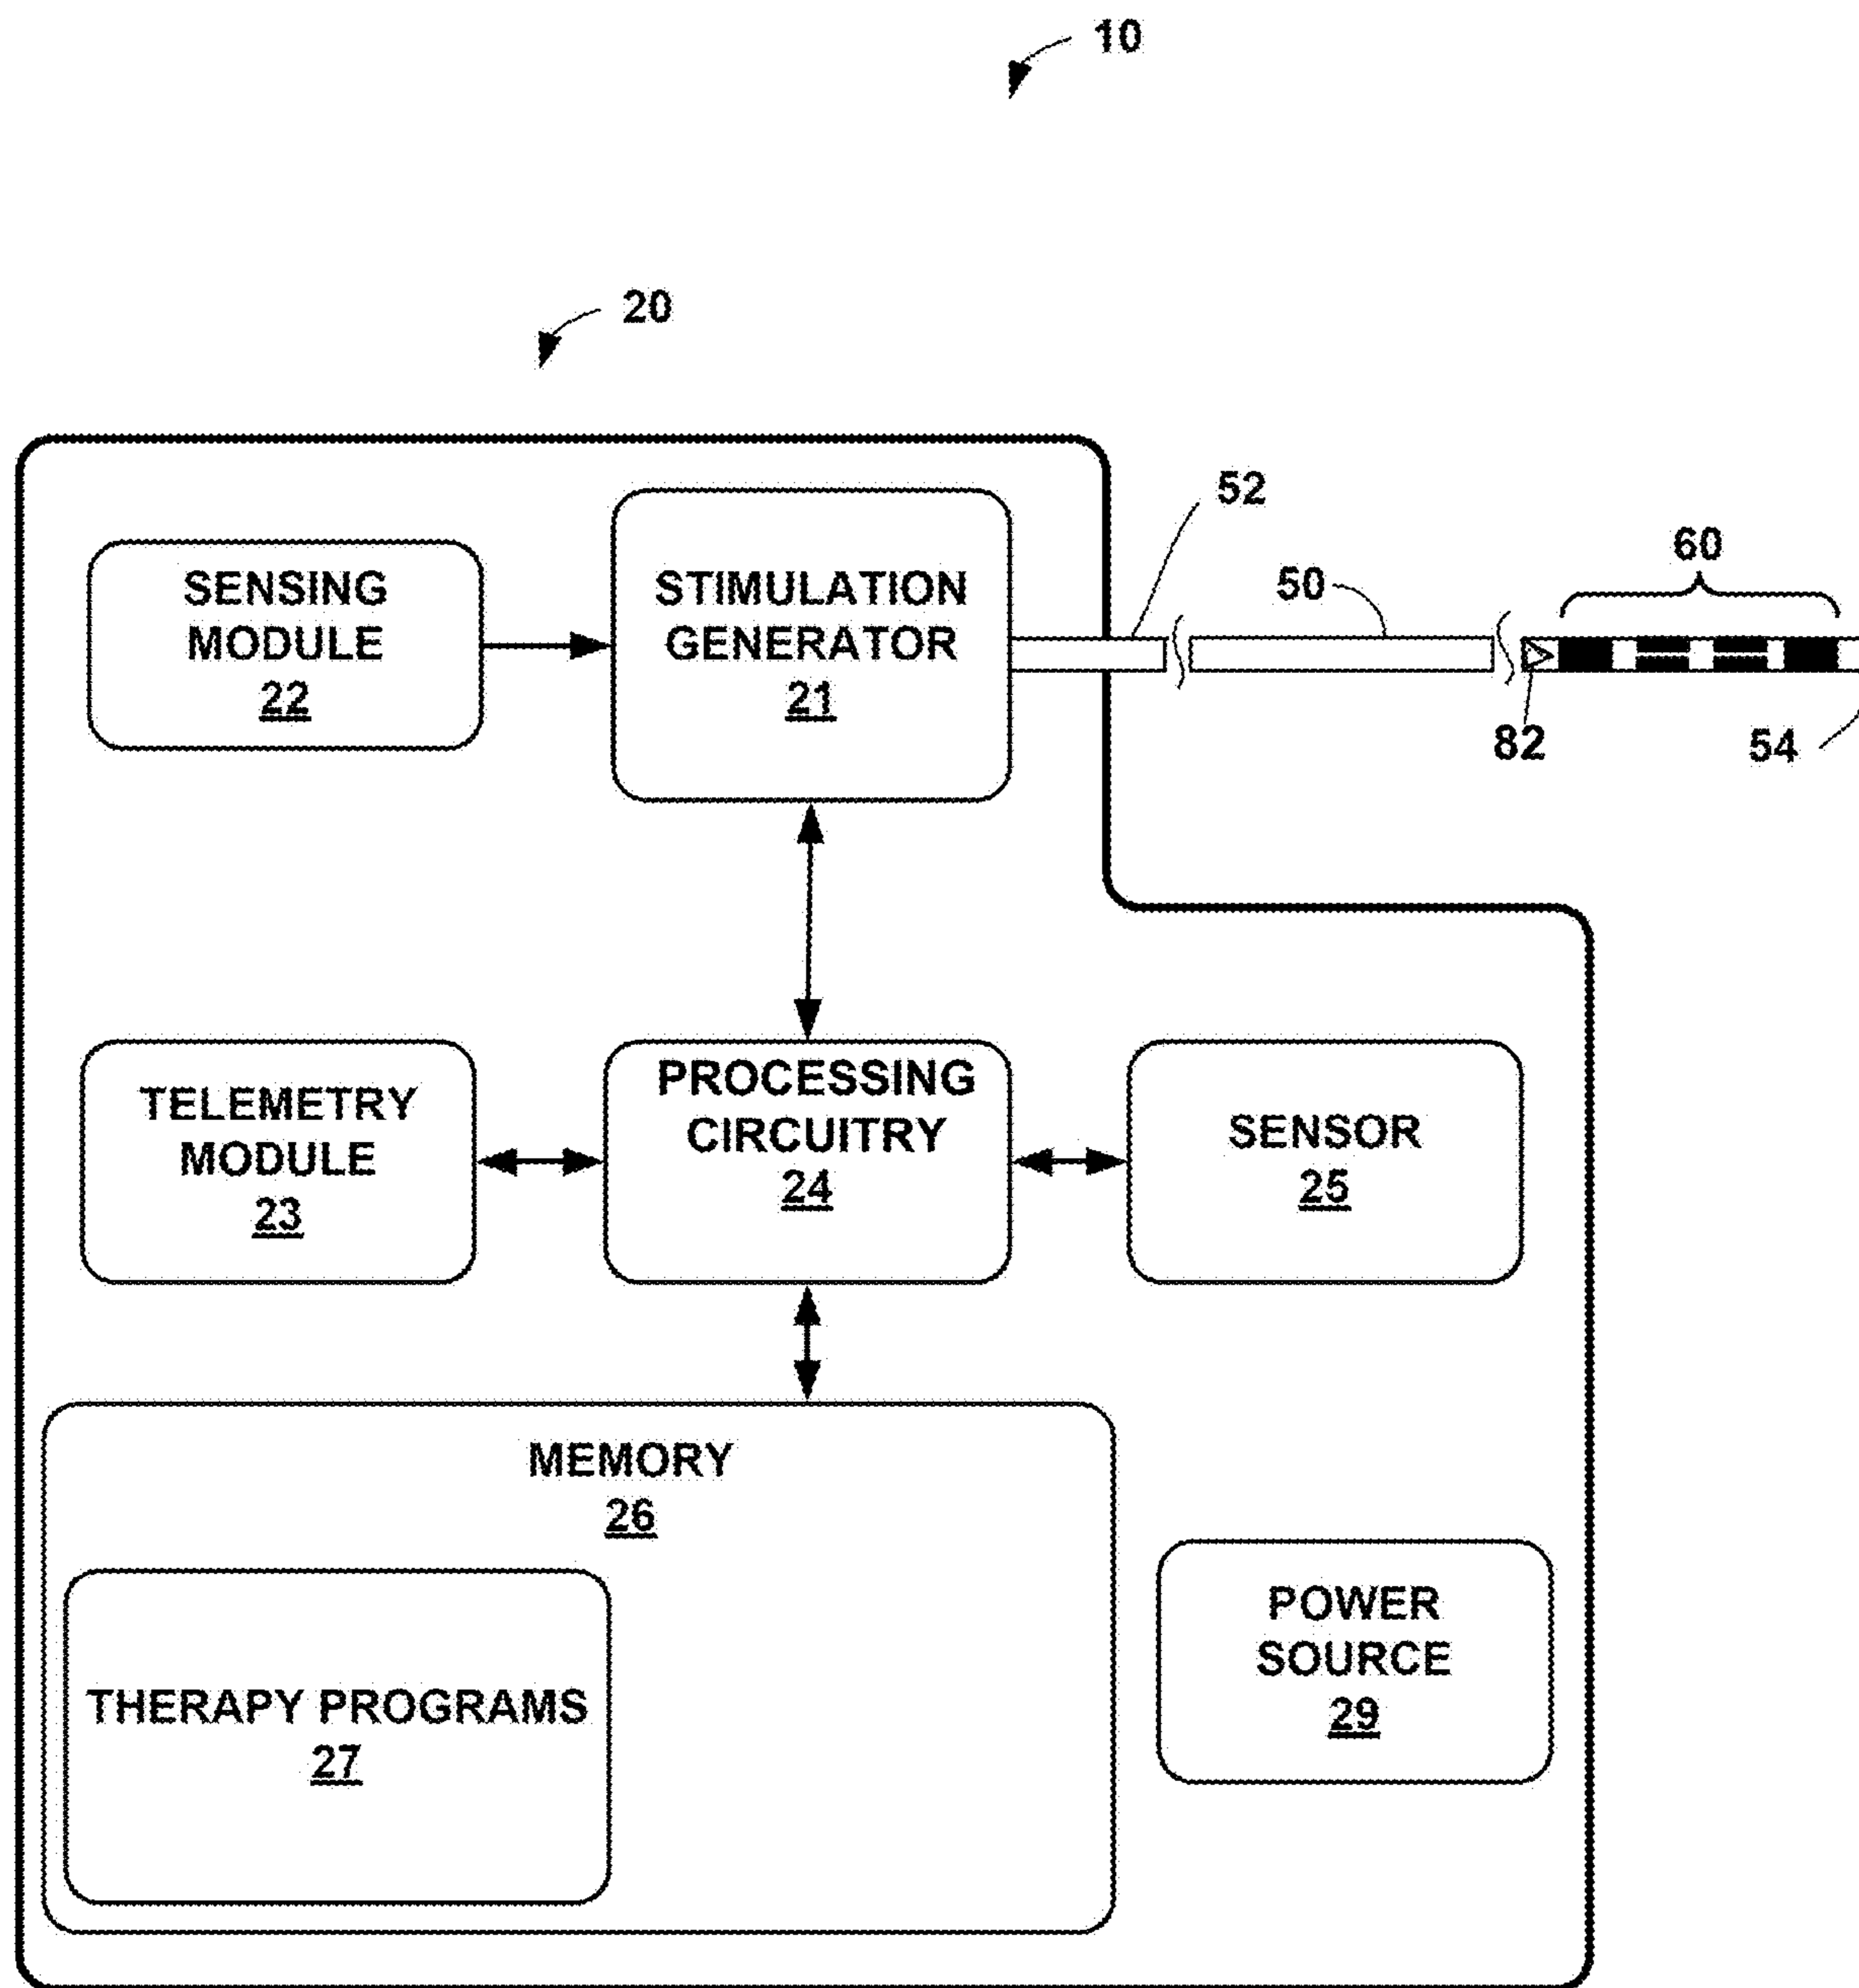 10
20
52
60
50
SENSING
MODULE
22
STIMULATION
GENERATOR
21
82
54
TELEMETRY
MODULE
23
PROCESSING
CIRCUITRY
24
SENSOR
25
MEMORY
26
THERAPY PROGRAMS
27
POWER
SOURCE
29